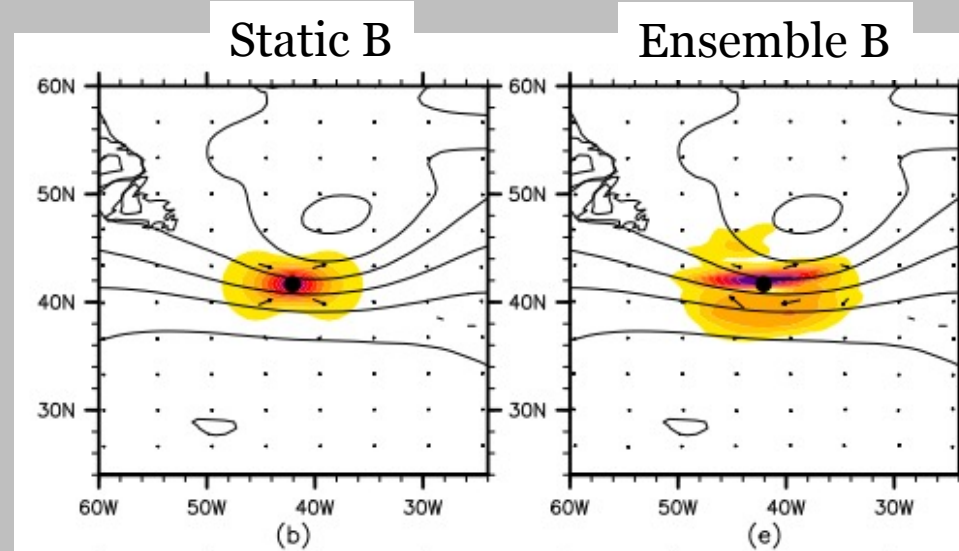 Static B
Ensemble B
60N
50N
40N
30N
60W 50W 40W 30W
(b)
60N
50N
40N
30N
60W 50W 40W 30W
(e)